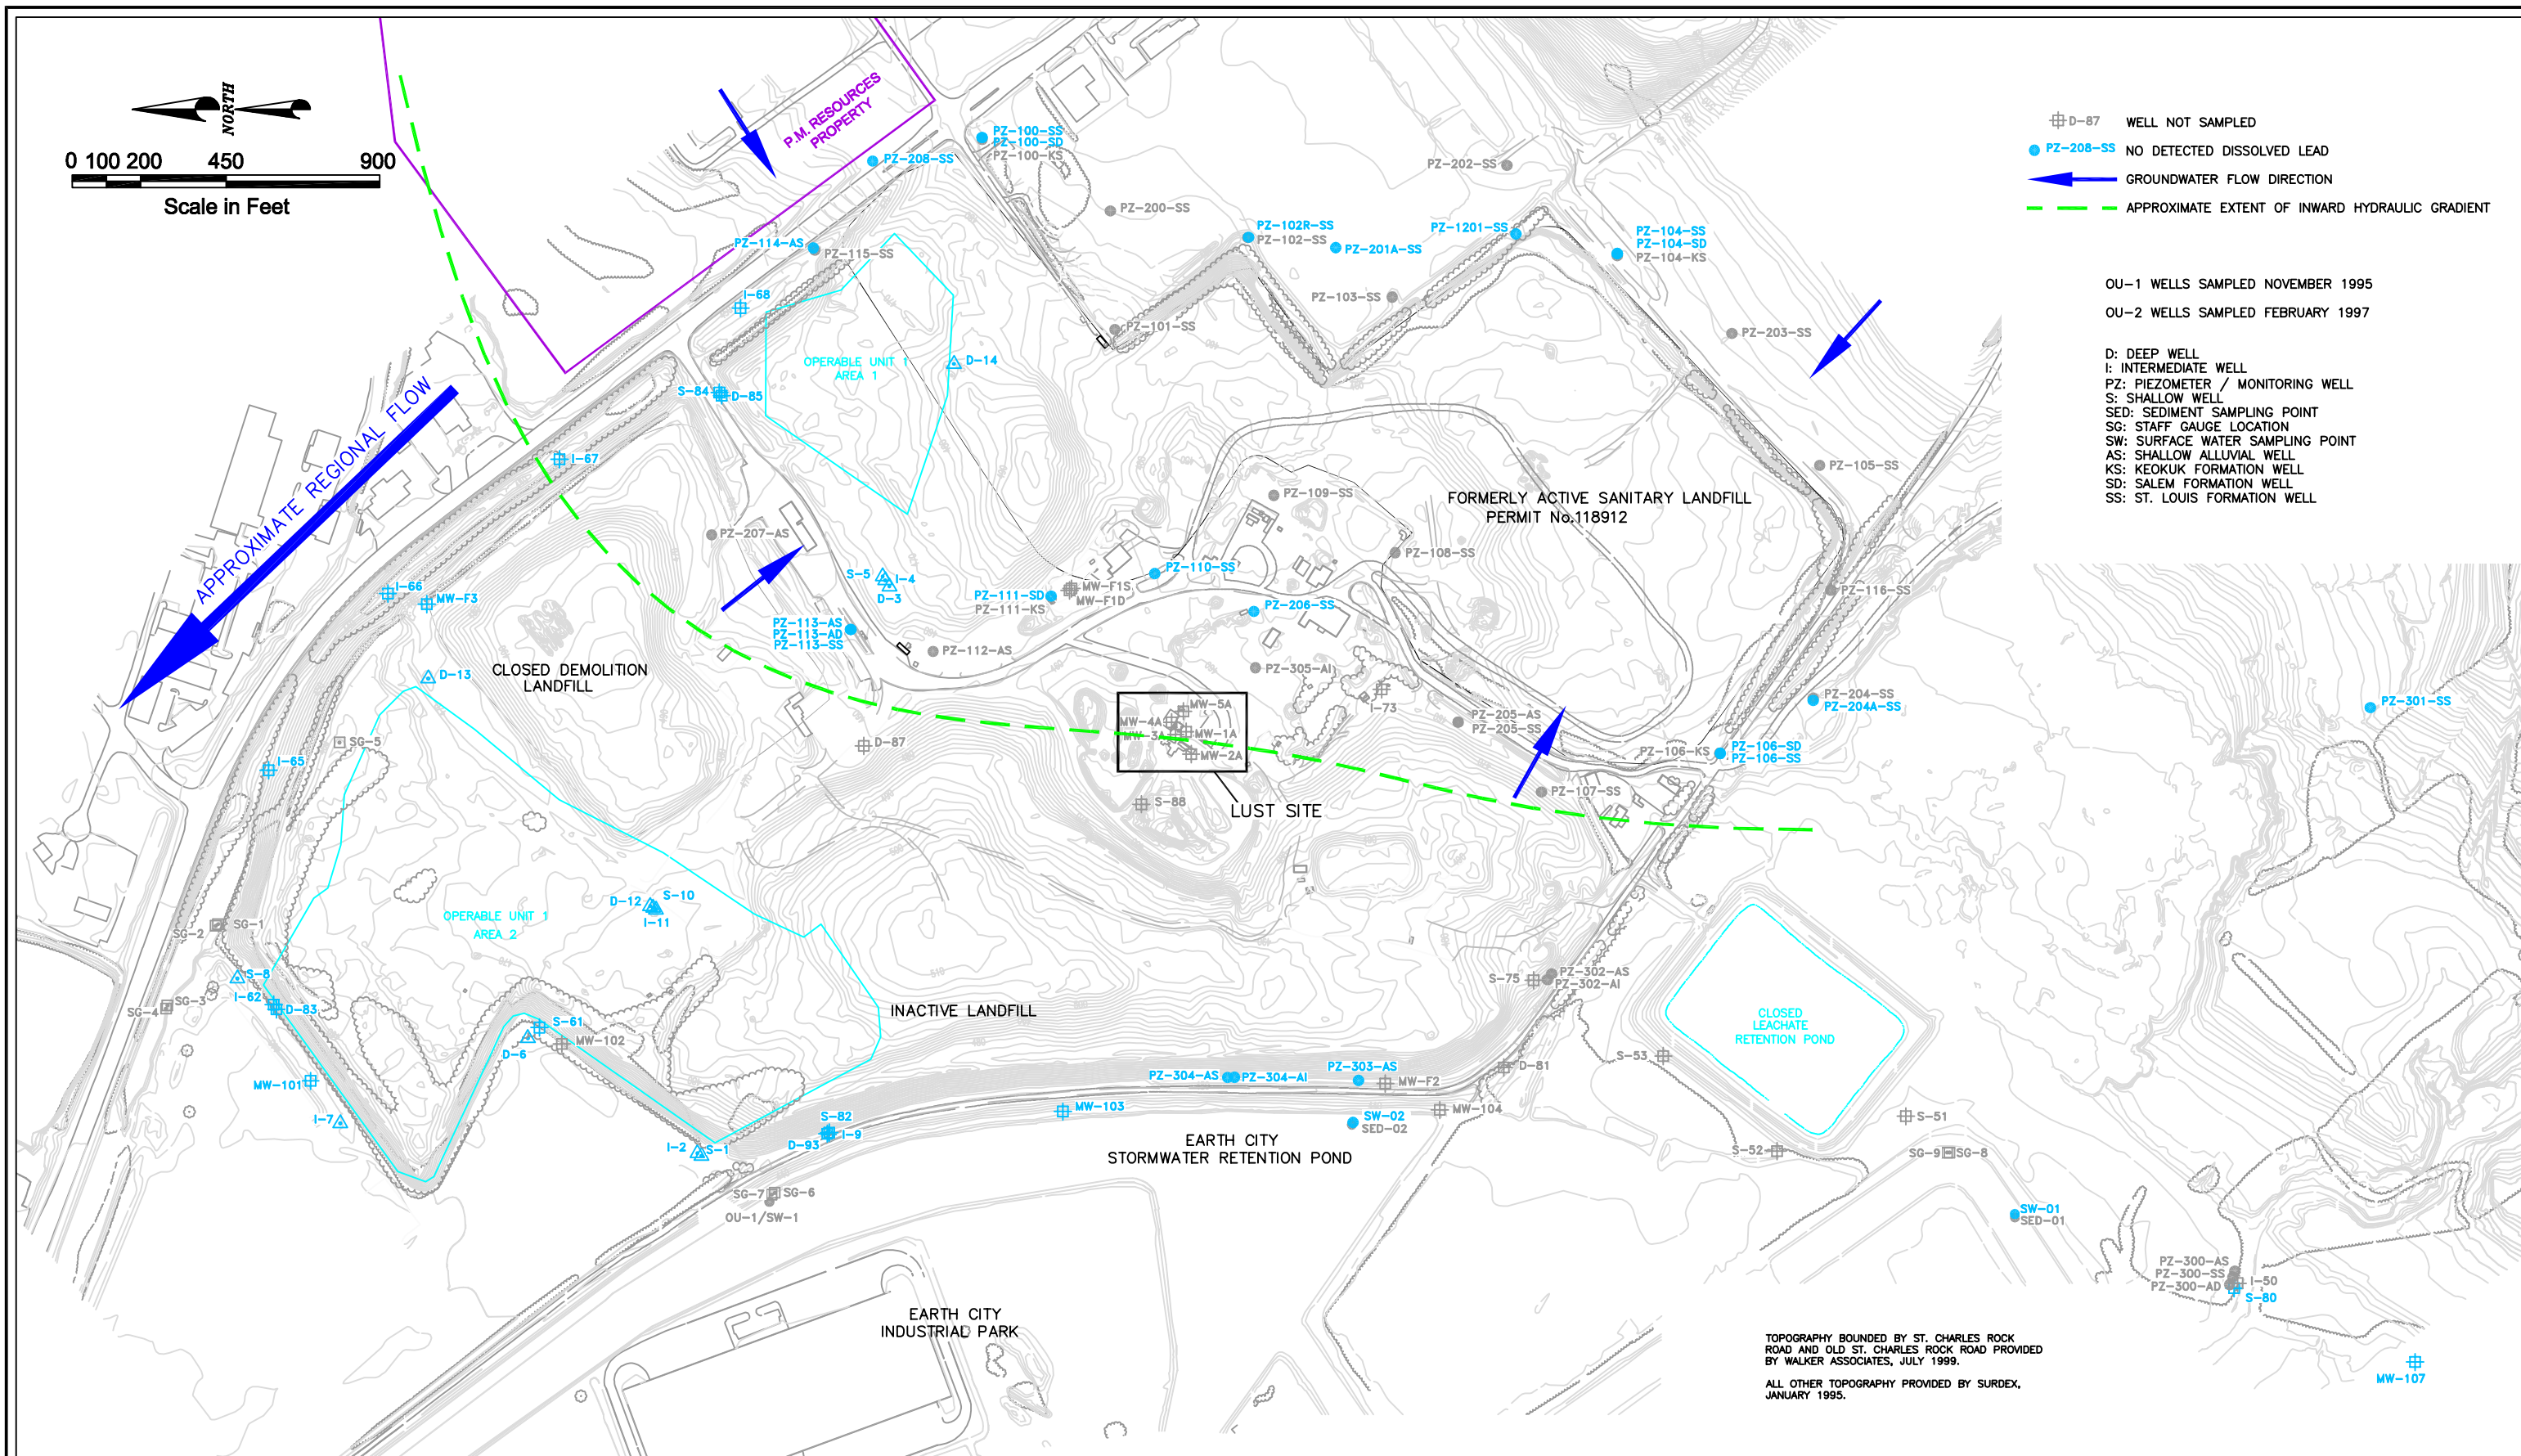 NORTH
0 100 200 450 900
Scale in Feet
P.M. RESOURCES
PROPERTY
D-87 WELL NOT SAMPLED
PZ-208-SS NO DETECTED DISSOLVED LEAD
GROUNDWATER FLOW DIRECTION
APPROXIMATE EXTENT OF INWARD HYDRAULIC GRADIENT
OU-1 WELLS SAMPLED NOVEMBER 1995
OU-2 WELLS SAMPLED FEBRUARY 1997
D: DEEP WELL
I: INTERMEDIATE WELL
PZ: PIEZOMETER / MONITORING WELL
S: SHALLOW WELL
SED: SEDIMENT SAMPLING POINT
SG: STAFF GAUGE LOCATION
SW: SURFACE WATER SAMPLING POINT
AS: SHALLOW ALLUVIAL WELL
KS: KEOKUK FORMATION WELL
SD: SALEM FORMATION WELL
SS: ST. LOUIS FORMATION WELL
PZ-100-SS
PZ-100-SD
PZ-100-KS
PZ-208-SS
PZ-202-SS
PZ-200-SS
PZ-102R-SS
PZ-102-SS
PZ-201A-SS
PZ-1201-SS
PZ-104-SS
PZ-104-SD
PZ-104-KS
PZ-114-AS
PZ-115-SS
I-68
PZ-103-SS
PZ-101-SS
PZ-203-SS
OPERABLE UNIT 1
AREA 1
D-14
S-84
D-85
APPROXIMATE REGIONAL FLOW
I-67
PZ-105-SS
PZ-109-SS
FORMERLY ACTIVE SANITARY LANDFILL
PERMIT No.118912
PZ-207-AS
PZ-108-SS
S-5
I-4
D-3
PZ-110-SS
I-66
MW-F3
MW-F1S
MW-F1D
PZ-111-SD
PZ-111-KS
PZ-206-SS
PZ-116-SS
PZ-113-AS
PZ-113-AD
PZ-113-SS
PZ-112-AS
PZ-305-AI
CLOSED DEMOLITION
LANDFILL
D-13
I-73
MW-5A
MW-4A
MW-1A
MW-3A
MW-2A
PZ-205-AS
PZ-205-SS
PZ-204-SS
PZ-204A-SS
PZ-301-SS
SG-5
D-87
PZ-106-KS
PZ-106-SD
PZ-106-SS
I-65
PZ-107-SS
S-88
LUST SITE
D-12
S-10
I-11
OPERABLE UNIT 1
AREA 2
SG-2
SG-1
S-8
S-75
PZ-302-AS
PZ-302-AI
I-62
D-83
SG-3
SG-4
INACTIVE LANDFILL
CLOSED
LEACHATE
RETENTION POND
S-61
MW-102
D-6
S-53
D-81
PZ-304-AS
PZ-304-AI
PZ-303-AS
MW-F2
MW-101
I-7
MW-103
MW-104
S-51
S-82
D-93
I-9
SW-02
SED-02
I-2
S-1
EARTH CITY
STORMWATER RETENTION POND
S-52
SG-9
SG-8
SG-7
SG-6
OU-1/SW-1
SW-01
SED-01
PZ-300-AS
PZ-300-SS
PZ-300-AD
I-50
S-80
EARTH CITY
INDUSTRIAL PARK
TOPOGRAPHY BOUNDED BY ST. CHARLES ROCK
ROAD AND OLD ST. CHARLES ROCK ROAD PROVIDED
BY WALKER ASSOCIATES, JULY 1999.
ALL OTHER TOPOGRAPHY PROVIDED BY SURDEX,
JANUARY 1995.
MW-107